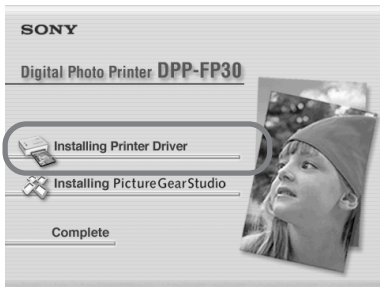 SONY
Digital Photo Printer DPP-FP30
Installing Printer Driver
Installing PictureGearStudio
Complete